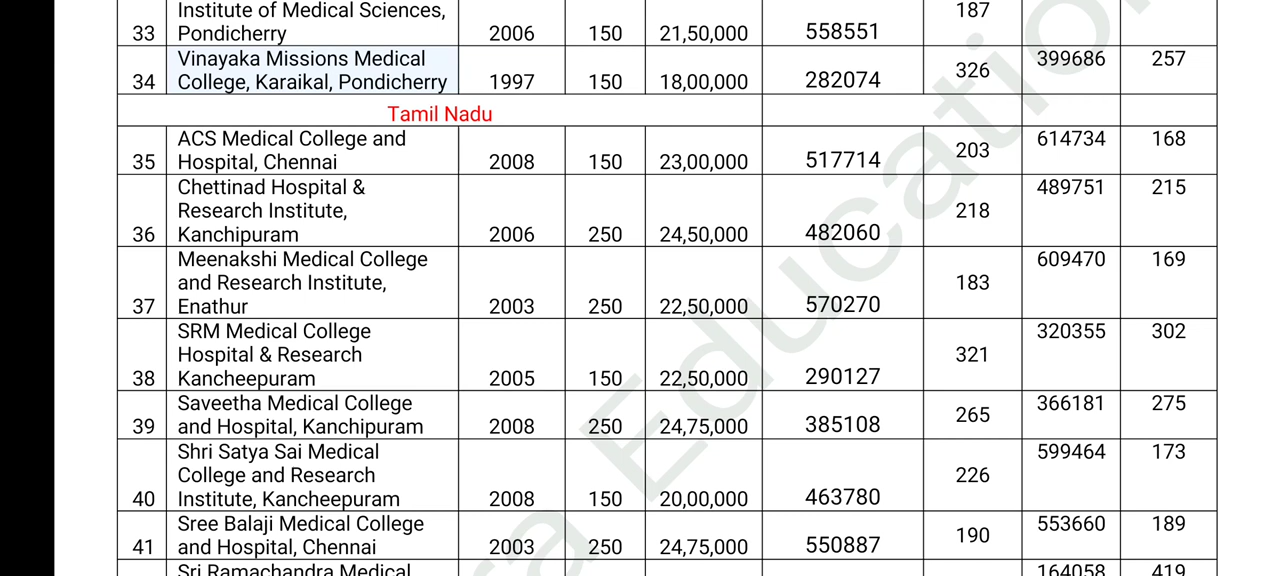 Institute of Medical Sciences,
33 Pondicherry 2006 150 21,50,000 558551 187
Vinayaka Missions Medical 399686 257
34 College, Karaikal, Pondicherry 1997 150 18,00,000 282074 326
Tamil Nadu
ACS Medical College and 614734 168
35 Hospital, Chennai 2008 150 23,00,000 517714 203
Chettinad Hospital & 489751 215
Research Institute, 218
36 Kanchipuram 2006 250 24,50,000 482060
Meenakshi Medical College 609470 169
and Research Institute, 183
37 Enathur 2003 250 22,50,000 570270
SRM Medical College 320355 302
Hospital & Research 321
38 Kancheepuram 2005 150 22,50,000 290127
Saveetha Medical College 366181 275
39 and Hospital, Kanchipuram 2008 250 24,75,000 385108 265
Shri Satya Sai Medical 599464 173
College and Research 226
40 Institute, Kancheepuram 2008 150 20,00,000 463780
Sree Balaji Medical College 553660 189
41 and Hospital, Chennai 2003 250 24,75,000 550887 190
Sri Ramachandra Medical 164058 419
a Education